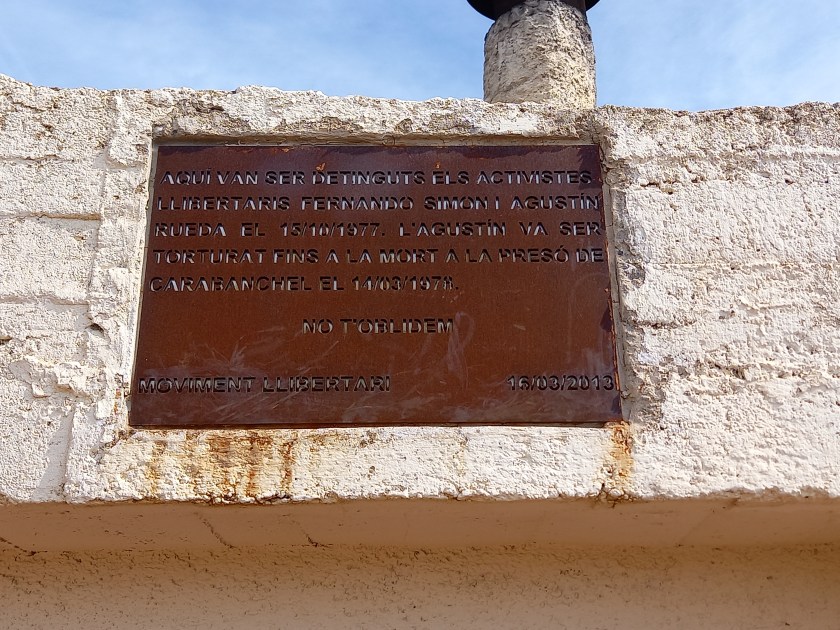 AQUÍ VAN SER DETINGUTS ELS ACTIVISTES
LLIBERTARIS FERNANDO SIMON I AGUSTÍN
RUEDA EL 15/10/1977. L'AGUSTÍN VA SER
TORTURAT FINS A LA MORT A LA PRESÓ DE
CARABANCHEL EL 14/03/1978.
NO T'OBLIDEM
MOVIMENT LLIBERTARI 16/03/2013